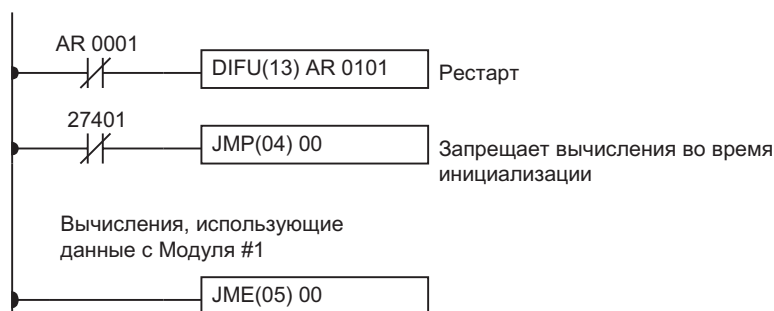 AR 0001
DIFU(13) AR 0101
Рестарт
27401
JMP(04) 00
Запрещает вычисления во время
инициализации
Вычисления, использующие
данные с Модуля #1
JME(05) 00